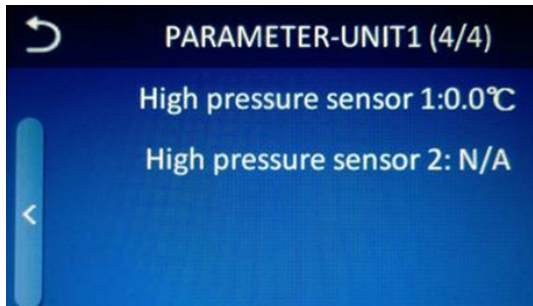 PARAMETER-UNIT1 (4/4)
High pressure sensor 1:0.0℃
High pressure sensor 2: N/A
<